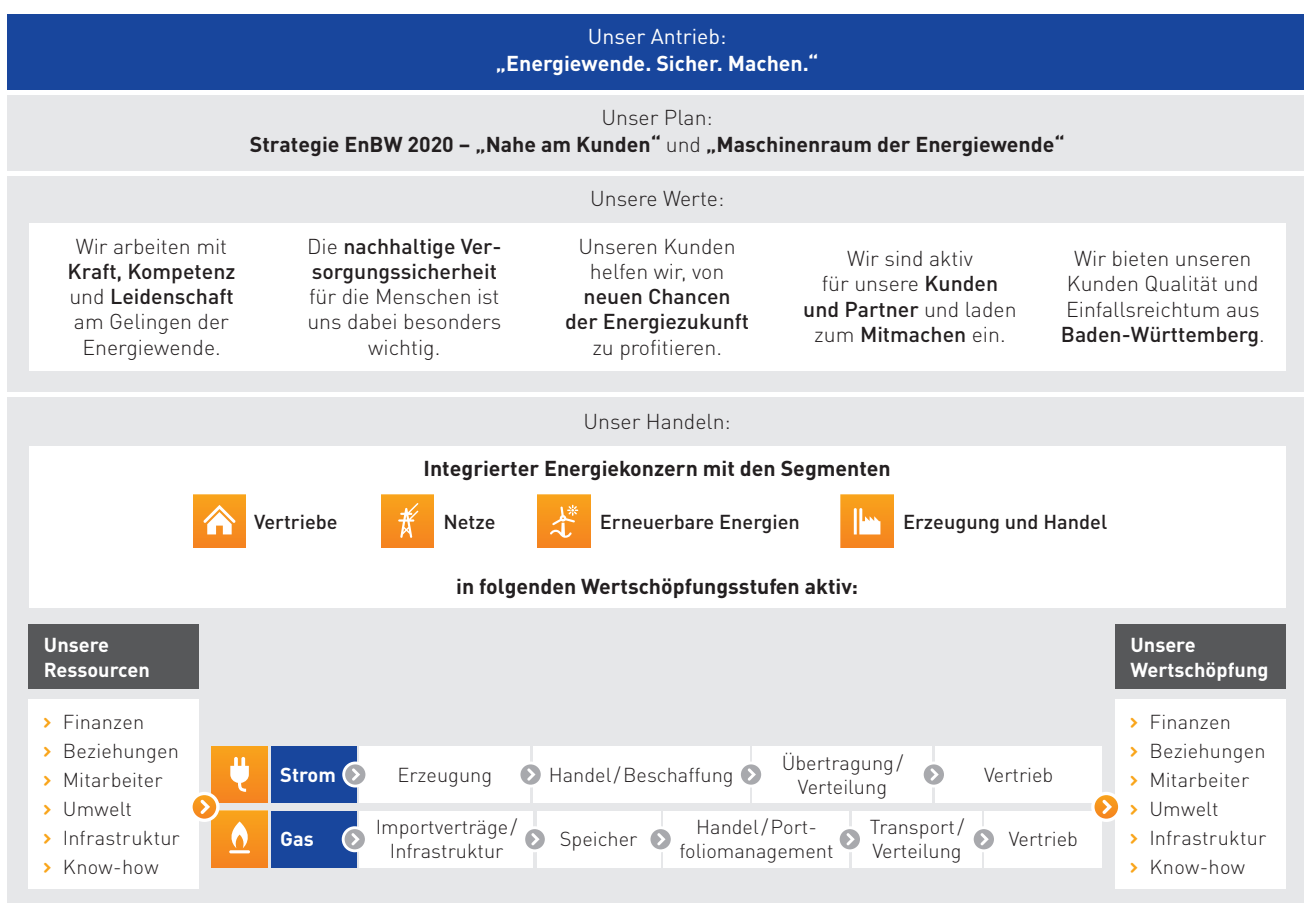 Unser Antrieb:
„Energiewende. Sicher. Machen.“
Unser Plan:
Strategie EnBW 2020 – „Nahe am Kunden“ und „Maschinenraum der Energiewende“
Unsere Werte:
Wir arbeiten mit
Kraft, Kompetenz
und Leidenschaft
am Gelingen der
Energiewende.
Die nachhaltige Ver-
sorgungssicherheit
für die Menschen ist
uns dabei besonders
wichtig.
Unseren Kunden
helfen wir, von
neuen Chancen
der Energiezukunft
zu profitieren.
Wir sind aktiv
für unsere Kunden
und Partner und laden
zum Mitmachen ein.
Wir bieten unseren
Kunden Qualität und
Einfallsreichtum aus
Baden-Württemberg.
Unser Handeln:
Integrierter Energiekonzern mit den Segmenten
Vertriebe
Netze
Erneuerbare Energien
Erzeugung und Handel
in folgenden Wertschöpfungsstufen aktiv:
Unsere
Ressourcen
Finanzen
Beziehungen
Mitarbeiter
Umwelt
Infrastruktur
Know-how
Strom
Erzeugung
Handel/Beschaffung
Übertragung/
Verteilung
Vertrieb
Gas
Importverträge/
Infrastruktur
Speicher
Handel/Port-
foliomanagement
Transport/
Verteilung
Vertrieb
Unsere
Wertschöpfung
Finanzen
Beziehungen
Mitarbeiter
Umwelt
Infrastruktur
Know-how